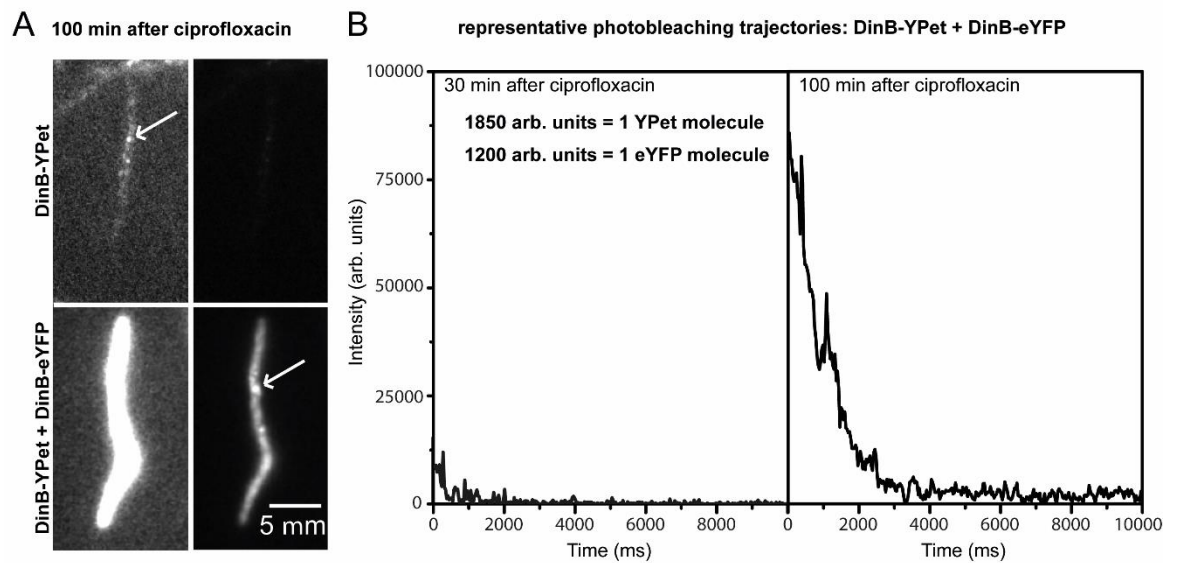 A 100 min after ciprofloxacin
DinB-YPet
DinB-YPet + DinB-eYFP
5 mm
B representative photobleaching trajectories: DinB-YPet + DinB-eYFP
30 min after ciprofloxacin
100 min after ciprofloxacin
1850 arb. units = 1 YPet molecule
1200 arb. units = 1 eYFP molecule
Intensity (arb. units)
100000
75000
50000
25000
0
0 2000 4000 6000 8000 0 2000 4000 6000 8000 10000
Time (ms) Time (ms)